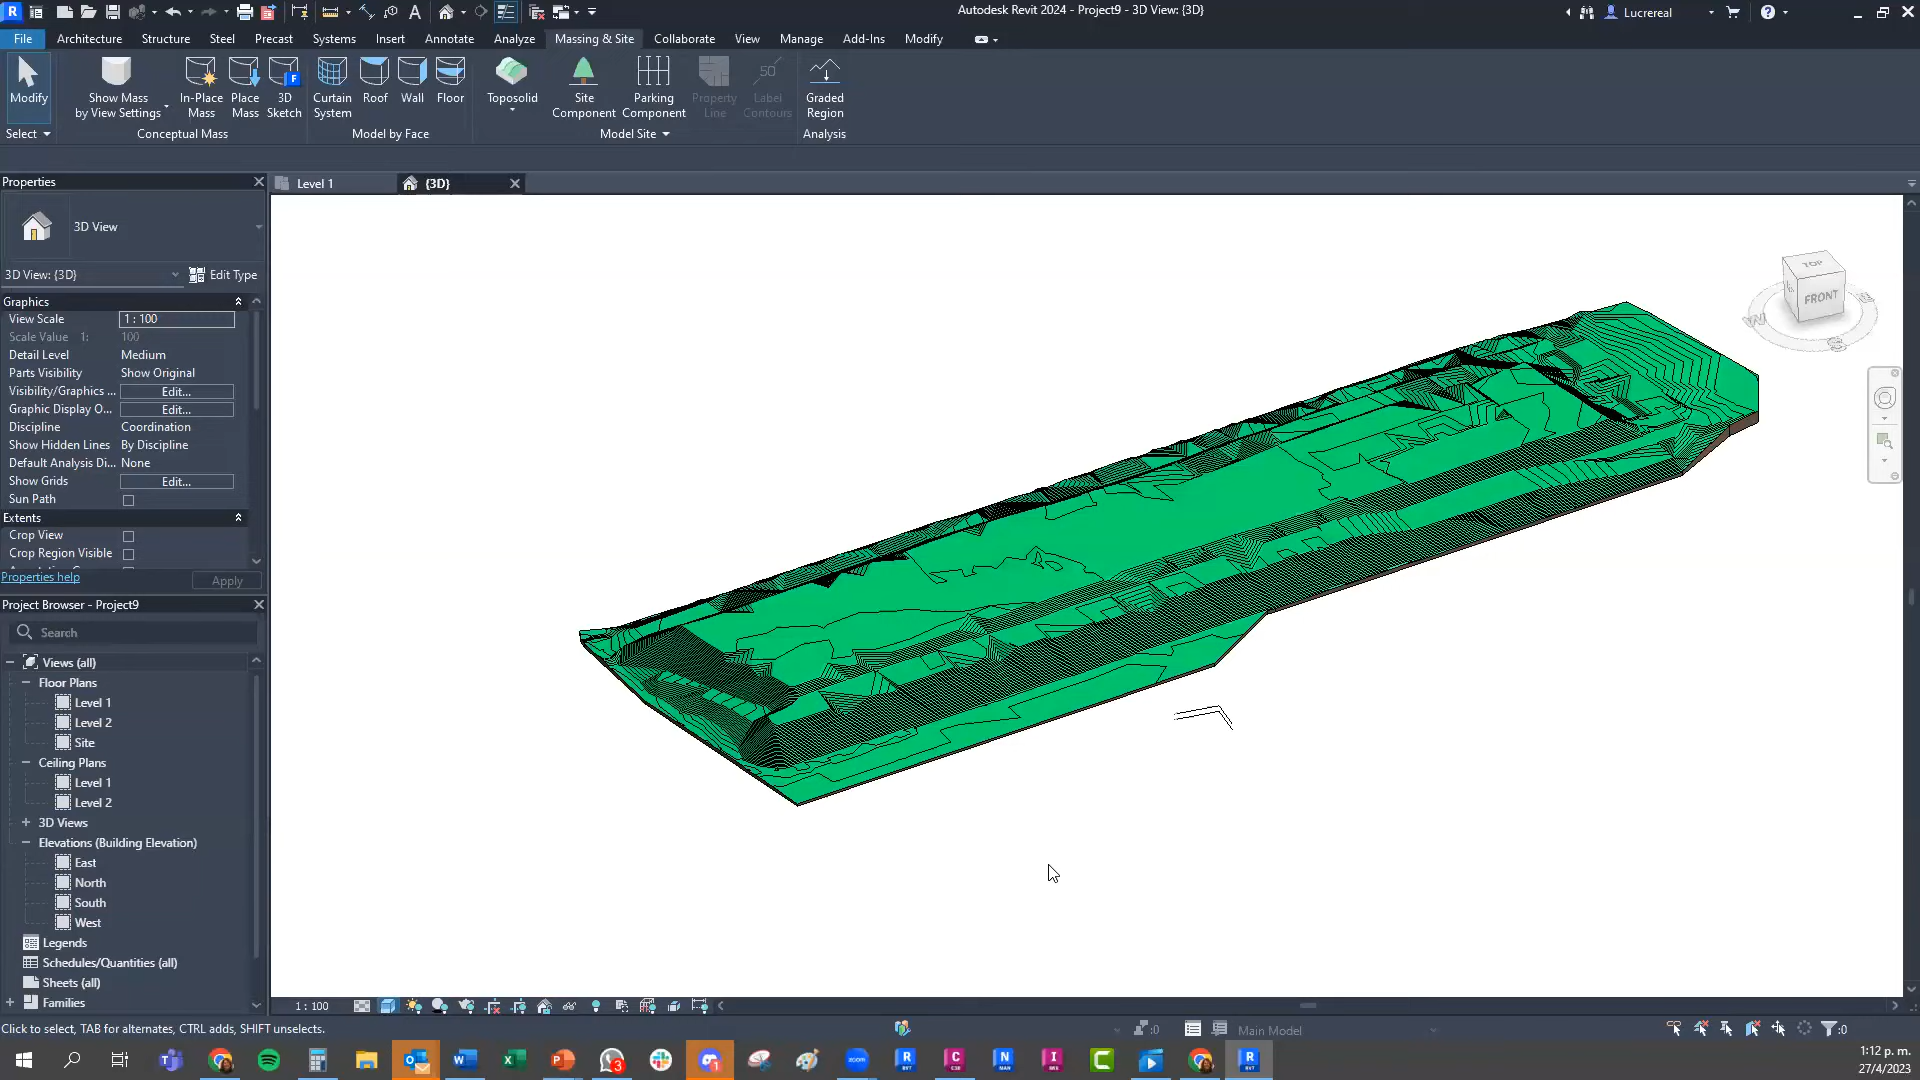 Autodesk Revit 2024 - Project9 - 3D View: {3D}
Lucrereal
File Architecture Structure Steel Precast Systems Insert Annotate Analyze Massing & Site Collaborate View Manage Add-Ins Modify
Modify
Show Mass
by View Settings
In-Place
Mass
Place
Mass
3D
Sketch
Curtain
System
Roof
Wall
Floor
Toposolid
Site
Component
Parking
Component
Property
Line
Label
Contours
Graded
Region
Select
Conceptual Mass
Model by Face
Model Site
Analysis
Properties
Level 1
{3D}
3D View
3D View: {3D}
Edit Type
Graphics
View Scale 1 : 100
Scale Value 1: 100
Detail Level Medium
Parts Visibility Show Original
Visibility/Graphics ... Edit...
Graphic Display O... Edit...
Discipline Coordination
Show Hidden Lines By Discipline
Default Analysis Di... None
Show Grids Edit...
Sun Path
Extents
Crop View
Crop Region Visible
Properties help
Apply
Project Browser - Project9
Search
Views (all)
Floor Plans
Level 1
Level 2
Site
Ceiling Plans
Level 1
Level 2
3D Views
Elevations (Building Elevation)
East
North
South
West
Legends
Schedules/Quantities (all)
Sheets (all)
Families
TOP
FRONT
W
S
1 : 100
Click to select, TAB for alternates, CTRL adds, SHIFT unselects.
:0
Main Model
:0
1:12 p. m.
27/4/2023